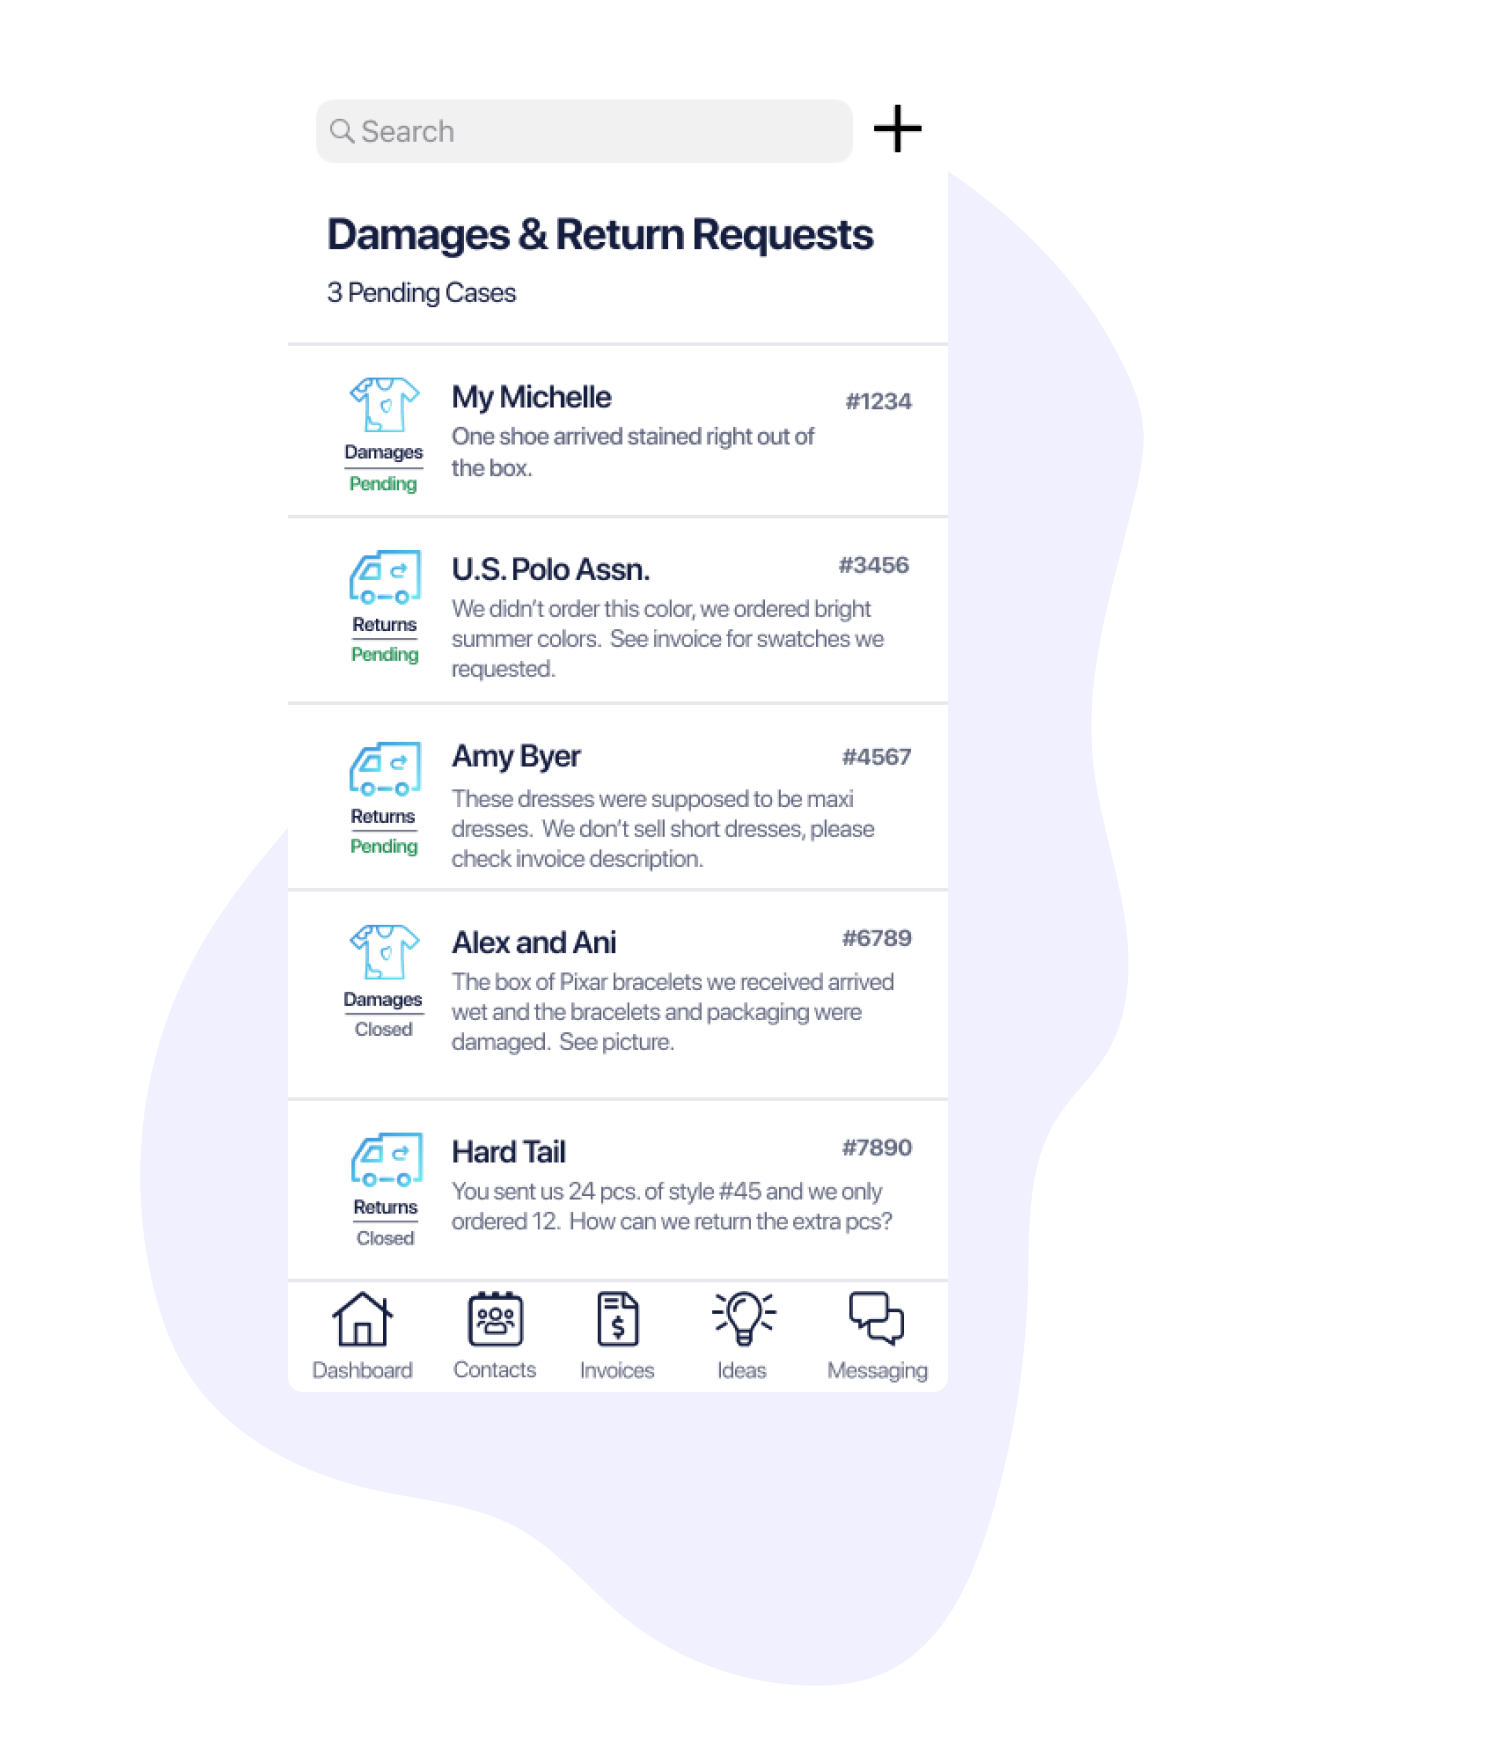 Search
Damages & Return Requests
3 Pending Cases
My Michelle
#1234
One shoe arrived stained right out of
the box.
Damages
Pending
U.S. Polo Assn.
#3456
We didn't order this color, we ordered bright
summer colors.  See invoice for swatches we
requested.
Returns
Pending
Amy Byer
#4567
These dresses were supposed to be maxi
dresses.  We don't sell short dresses, please
check invoice description.
Returns
Pending
Alex and Ani
#6789
The box of Pixar bracelets we received arrived
wet and the bracelets and packaging were
damaged.  See picture.
Damages
Closed
Hard Tail
#7890
You sent us 24 pcs. of style #45 and we only
ordered 12.  How can we return the extra pcs?
Returns
Closed
Dashboard
Contacts
Invoices
Ideas
Messaging